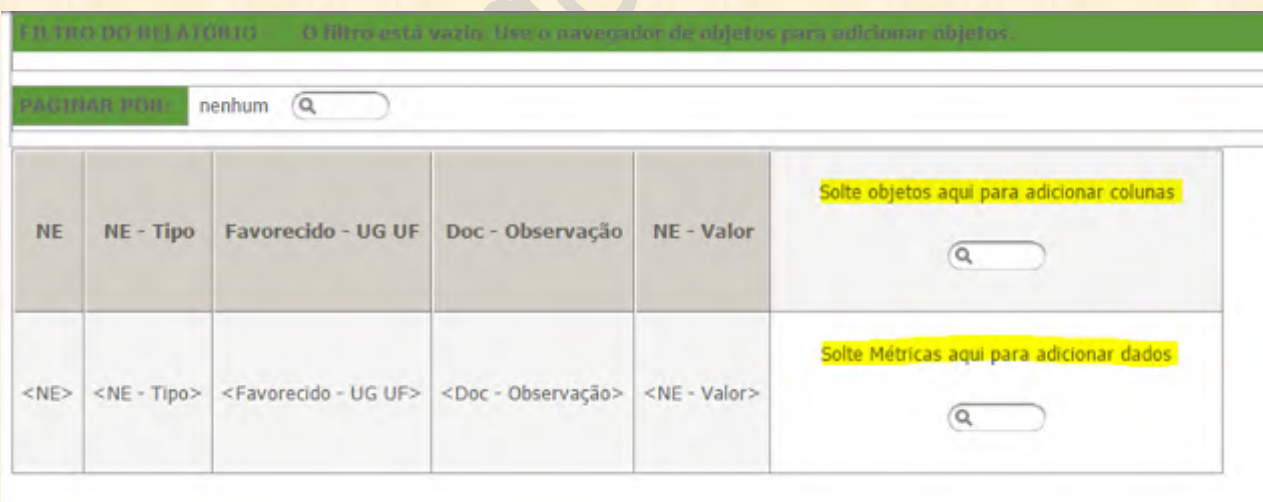 FILTRO DO RELATÓRIO O filtro está vazio. Use o navegador de objetos para adicionar objetos.
PAGINAR POR: nenhum
Solte objetos aqui para adicionar colunas
NE NE - Tipo Favorecido - UG UF Doc - Observação NE - Valor
Solte Métricas aqui para adicionar dados
<NE> <NE - Tipo> <Favorecido - UG UF> <Doc - Observação> <NE - Valor>